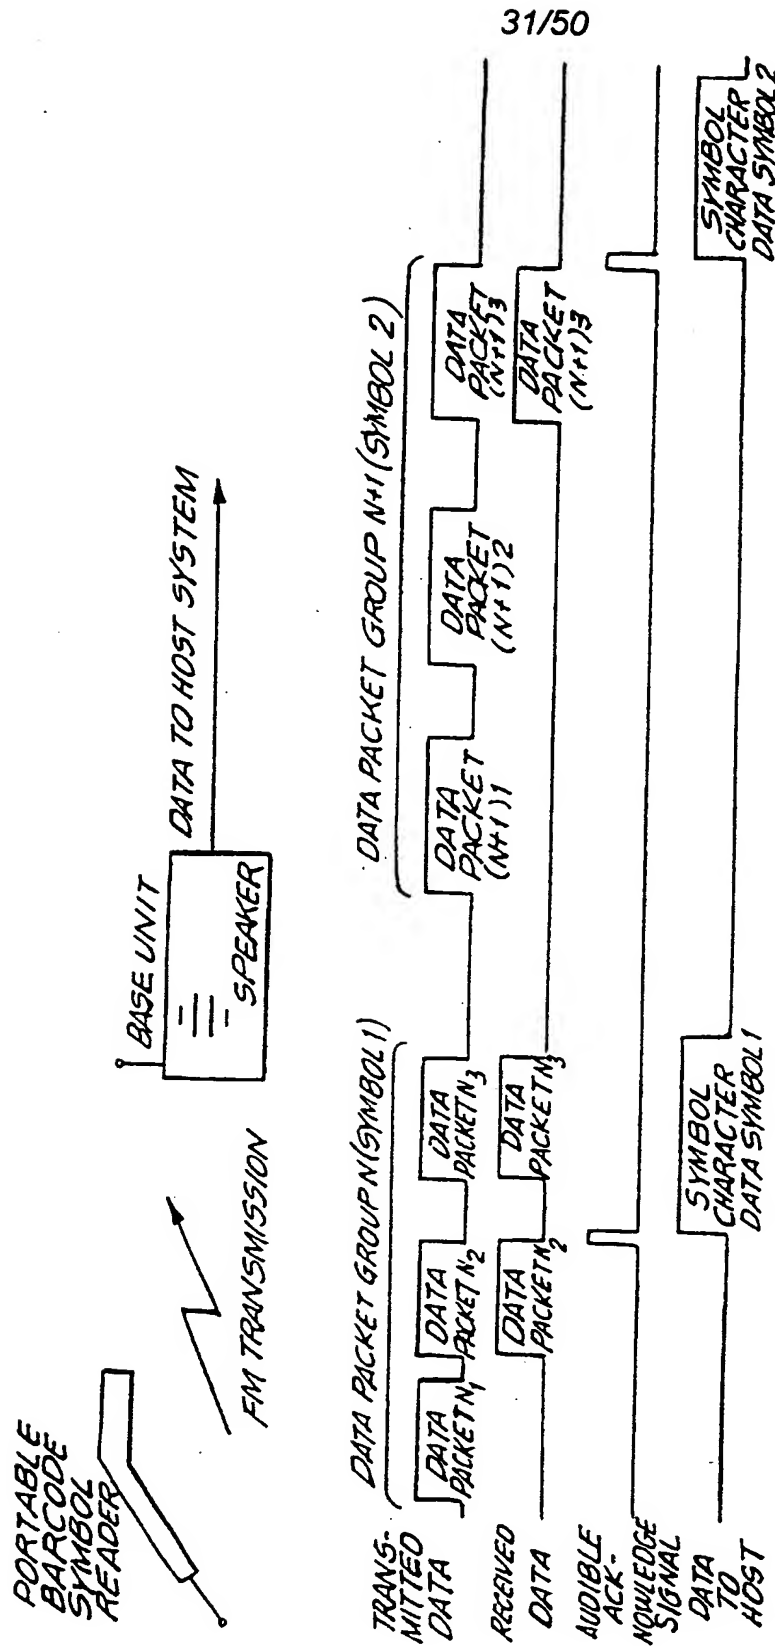 31/50
PORTABLE
BARCODE
SYMBOL
READER
FM TRANSMISSION
BASE UNIT
SPEAKER
DATA TO HOST SYSTEM
DATA PACKET GROUP N (SYMBOL 1)
DATA PACKET GROUP N+1 (SYMBOL 2)
TRANS-
MITTED
DATA
DATA
PACKET N1
DATA
PACKET N2
DATA
PACKET N3
DATA
PACKET
(N+1)1
DATA
PACKET
(N+1)2
DATA
PACKET
(N+1)3
RECEIVED
DATA
DATA
PACKET N2
DATA
PACKET N3
DATA
PACKET
(N+1)3
AUDIBLE
ACK-
NOWLEDGE
SIGNAL
DATA
TO
HOST
SYMBOL
CHARACTER
DATA SYMBOL 1
SYMBOL
CHARACTER
DATA SYMBOL 2